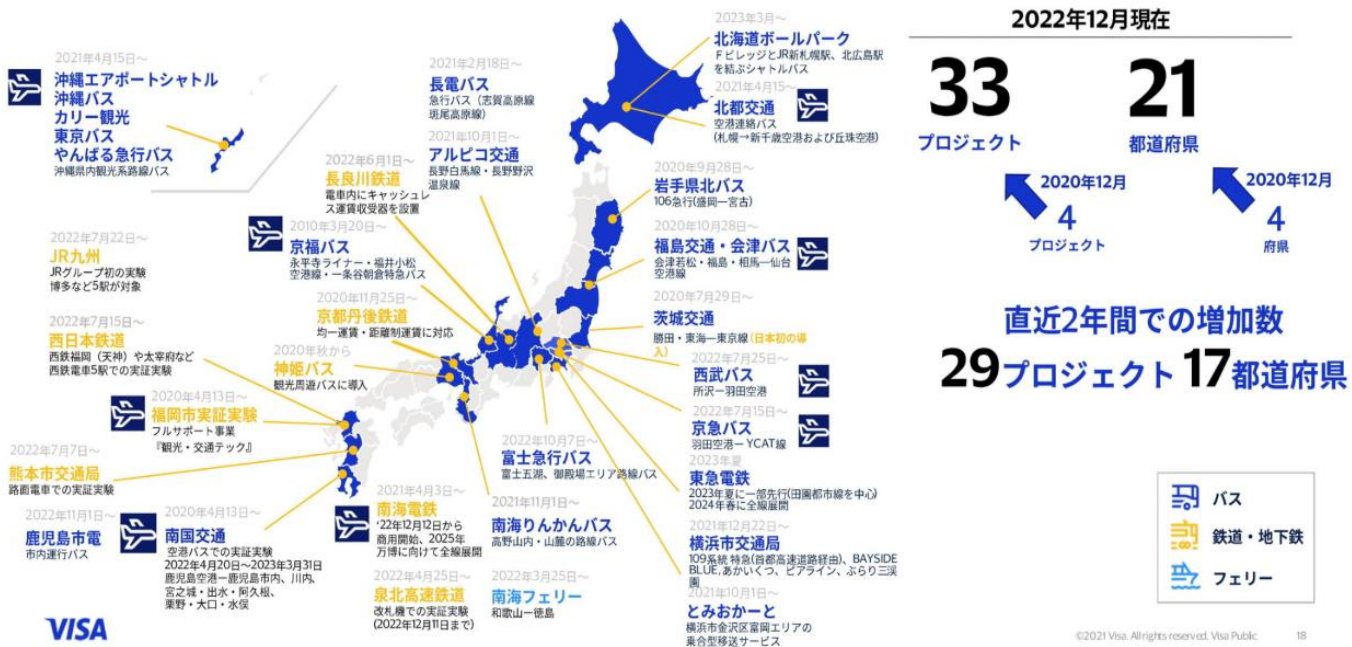 2021年4月15日~
沖縄エアポートシャトル
沖縄バス
カリー観光
東京バス
やんばる急行バス
沖縄県内観光系路線バス
2021年2月18日~
長電バス
急行バス（志賀高原線
斑尾高原線）
2021年10月1日~
アルピコ交通
長野白馬線・長野野沢
温泉線
2022年6月1日~
長良川鉄道
電車内にキャッシュレ
ス運賃収受器を設置
2010年3月20日~
京福バス
永平寺ライナー・福井小松
空港線・一条谷朝倉特急バス
2020年11月25日~
京都丹後鉄道
均一運賃・距離制運賃に対応
2020年秋から
神姫バス
観光周遊バスに導入
2022年7月22日~
JR九州
JRグループ初の実験
博多など5駅が対象
2022年7月15日~
西日本鉄道
西鉄福岡（天神）や太宰府など
西鉄電車5駅での実証実験
2020年4月13日~
福岡市実証実験
フルサポート事業
『観光・交通テック』
2022年7月7日~
熊本市交通局
路面電車での実証実験
2022年11月1日~
鹿児島市電
市内運行バス
2020年4月13日~
南国交通
空港バスでの実証実験
2022年4月20日~2023年3月31日
鹿児島空港ー鹿児島市内、川内、
宮之城・出水・阿久根、
栗野・大口・水俣
2021年4月3日~
南海電鉄
'22年12月12日から
商用開始、2025年
万博に向けて全線展開
2022年4月25日~
泉北高速鉄道
改札機での実証実験
(2022年12月11日まで)
2022年10月7日~
富士急行バス
富士五湖、御殿場エリア路線バス
2021年11月1日~
南海りんかんバス
高野山内・山麓の路線バス
2022年3月25日~
南海フェリー
和歌山ー徳島
2023年3月~
北海道ボールパーク
FビレッジとJR新札幌駅、北広島駅
を結ぶシャトルバス
2021年4月15~
北都交通
空港連絡バス
(札幌→新千歳空港および丘珠空港)
2020年9月28日~
岩手県北バス
106急行(盛岡ー宮古)
2020年10月28日~
福島交通・会津バス
会津若松・福島・相馬ー仙台
空港線
2020年7月29日~
茨城交通
勝田・東海ー東京線(日本初の導
入)
2022年7月25日~
西武バス
所沢ー羽田空港
2022年7月15日~
京急バス
羽田空港ー YCAT線
2023年夏
東急電鉄
2023年夏に一部先行(田園都市線を中心)
2024年春に全線展開
2021年12月22日~
横浜市交通局
109系統 特急(首都高速道路経由)、BAYSIDE
BLUE,あかいくつ、ピアライン、ぶらり三渓
園
2021年10月1日~
とみおかーと
横浜市金沢区富岡エリアの
乗合型移送サービス
2022年12月現在
33
プロジェクト
21
都道府県
2020年12月
4
プロジェクト
2020年12月
4
府県
直近2年間での増加数
29プロジェクト 17都道府県
バス
鉄道・地下鉄
フェリー
VISA
©2021 Visa. All rights reserved. Visa Public
18